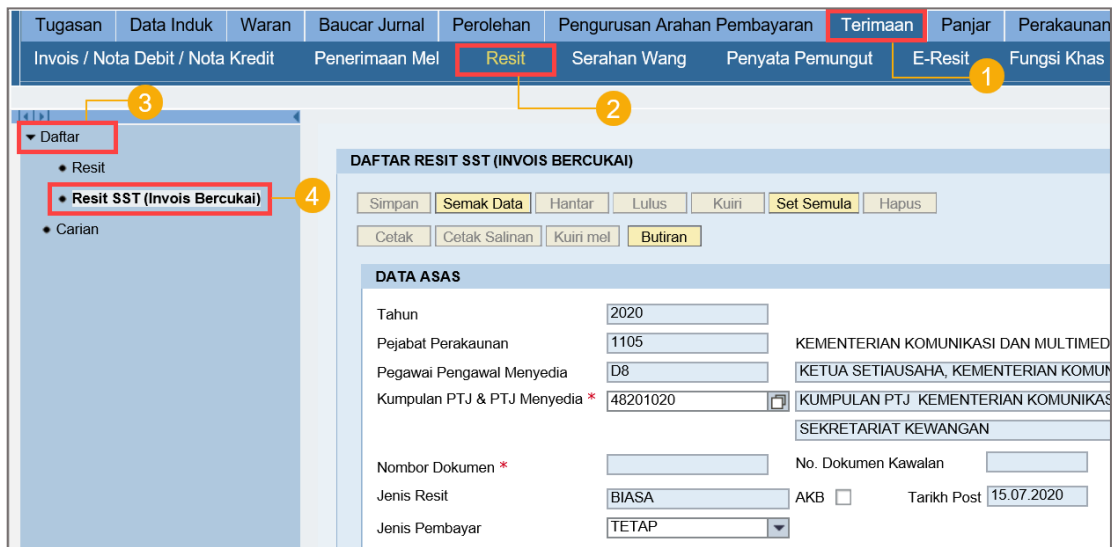 Tugasan Data Induk Waran Baucar Jurnal Perolehan Pengurusan Arahan Pembayaran Terimaan Panjar Perakaunan
Invois / Nota Debit / Nota Kredit Penerimaan Mel Resit Serahan Wang Penyata Pemungut E-Resit Fungsi Khas
1
2
3
Daftar
Resit
Resit SST (Invois Bercukai)
4
Carian
DAFTAR RESIT SST (INVOIS BERCUKAI)
Simpan Semak Data Hantar Lulus Kuiri Set Semula Hapus
Cetak Cetak Salinan Kuiri mel Butiran
DATA ASAS
Tahun 2020
Pejabat Perakaunan 1105 KEMENTERIAN KOMUNIKASI DAN MULTIMED
Pegawai Pengawal Menyedia D8 KETUA SETIAUSAHA, KEMENTERIAN KOMUN
Kumpulan PTJ & PTJ Menyedia * 48201020 KUMPULAN PTJ KEMENTERIAN KOMUNIKAS
SEKRETARIAT KEWANGAN
Nombor Dokumen * No. Dokumen Kawalan
Jenis Resit BIASA AKB Tarikh Post 15.07.2020
Jenis Pembayar TETAP